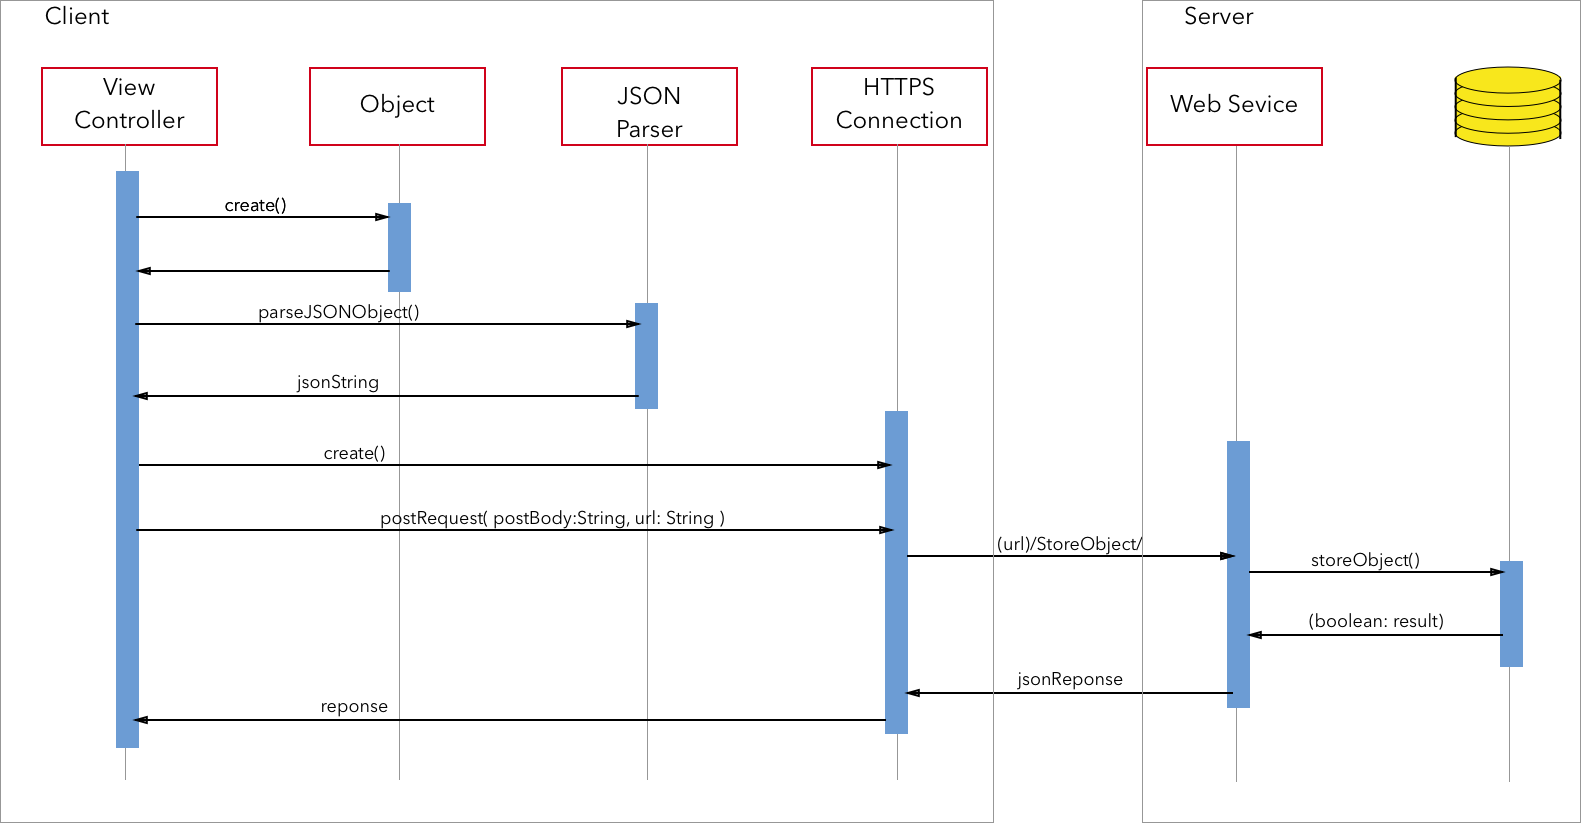 Client
Server
View
Controller
Object
JSON
Parser
HTTPS
Connection
Web Sevice
create()
parseJSONObject()
jsonString
create()
postRequest( postBody:String, url: String )
(url)/StoreObject/
storeObject()
(boolean: result)
jsonReponse
reponse